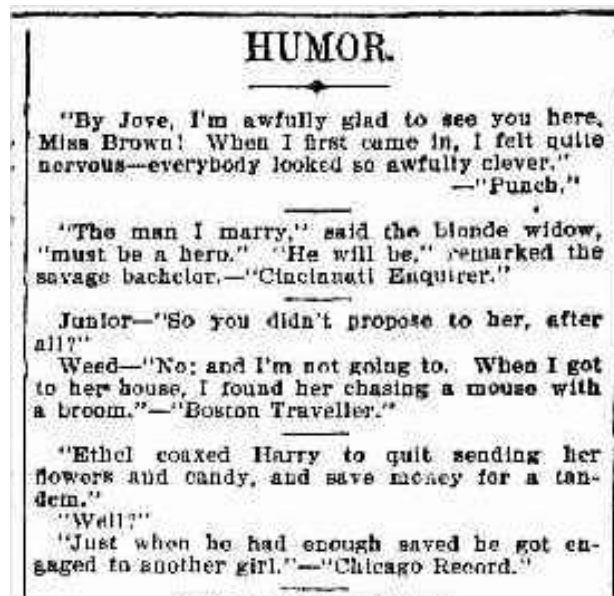 HUMOR.
"By Jove, I'm awfully glad to see you here,
Miss Brown! When I first came in, I felt quite
nervous—everybody looked so awfully clever."
—"Punch."
"The man I marry," said the blonde widow,
"must be a hero." "He will be," remarked the
savage bachelor.—"Cincinnati Enquirer."
Junior—"So you didn't propose to her, after
all?"
Weed—"No; and I'm not going to. When I got
to her house, I found her chasing a mouse with
a broom."—"Boston Traveller."
"Ethel coaxed Harry to quit sending her
flowers and candy, and save money for a tan-
dem."
"Well?"
"Just when he had enough saved he got en-
gaged to another girl."—"Chicago Record."